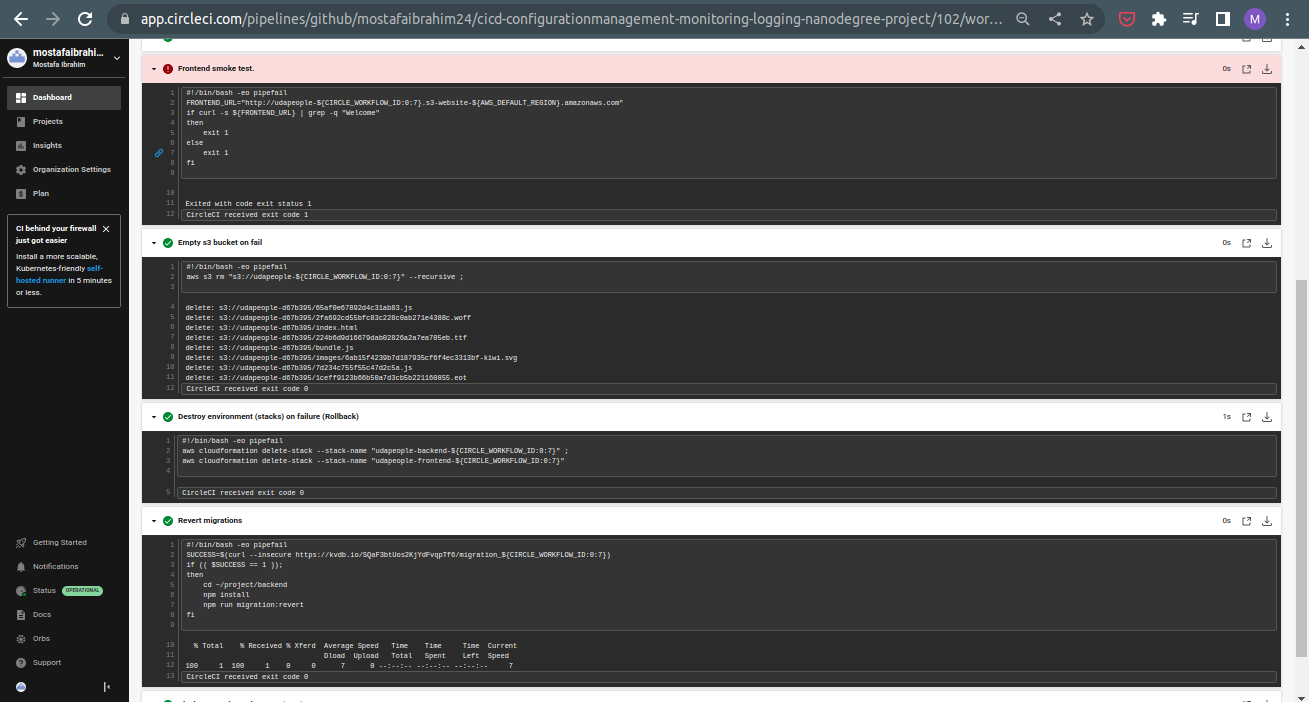 app.circleci.com/pipelines/github/mostafaibrahim24/cicd-configurationmanagement-monitoring-logging-nanodegree-project/102/wor...
M
mostafaibrahi...
Mostafa Ibrahim
Dashboard
Projects
Insights
Organization Settings
Plan
CI behind your firewall
just got easier
Install a more scalable,
Kubernetes-friendly self-
hosted runner in 5 minutes
or less.
Getting Started
Notifications
Status OPERATIONAL
Docs
Orbs
Support
Frontend smoke test.
0s
1 #!/bin/bash -eo pipefail
2 FRONTEND_URL="http://udapeople-${CIRCLE_WORKFLOW_ID:0:7}.s3-website-${AWS_DEFAULT_REGION}.amazonaws.com"
3 if curl -s ${FRONTEND_URL} | grep -q "Welcome"
4 then
5 exit 1
6 else
7 exit 1
8 fi
9
10
11 Exited with code exit status 1
12 CircleCI received exit code 1
Empty s3 bucket on fail
0s
1 #!/bin/bash -eo pipefail
2 aws s3 rm "s3://udapeople-${CIRCLE_WORKFLOW_ID:0:7}" --recursive ;
3
4 delete: s3://udapeople-d67b395/65af0e67892d4c31ab83.js
5 delete: s3://udapeople-d67b395/2fa692cd55bfc83c228c0ab271e4388c.woff
6 delete: s3://udapeople-d67b395/index.html
7 delete: s3://udapeople-d67b395/224b6d9d16679dab02826a2a7ea705eb.ttf
8 delete: s3://udapeople-d67b395/bundle.js
9 delete: s3://udapeople-d67b395/images/6ab15f4239b7d187935cf6f4ec3313bf-kiwi.svg
10 delete: s3://udapeople-d67b395/7d234c755f55c47d2c5a.js
11 delete: s3://udapeople-d67b395/1ceff9123b66b50a7d3cb5b221160855.eot
12 CircleCI received exit code 0
Destroy environment (stacks) on failure (Rollback)
1s
1 #!/bin/bash -eo pipefail
2 aws cloudformation delete-stack --stack-name "udapeople-backend-${CIRCLE_WORKFLOW_ID:0:7}" ;
3 aws cloudformation delete-stack --stack-name "udapeople-frontend-${CIRCLE_WORKFLOW_ID:0:7}"
4
5 CircleCI received exit code 0
Revert migrations
0s
1 #!/bin/bash -eo pipefail
2 SUCCESS=$(curl --insecure https://kvdb.io/SQaF3btUos2KjYdFvqpTf6/migration_${CIRCLE_WORKFLOW_ID:0:7})
3 if (( $SUCCESS == 1 ));
4 then
5 cd ~/project/backend
6 npm install
7 npm run migration:revert
8 fi
9
10 % Total % Received % Xferd Average Speed Time Time Time Current
11 Dload Upload Total Spent Left Speed
12 100 1 100 1 0 0 7 0 --:--:-- --:--:-- --:--:-- 7
13 CircleCI received exit code 0